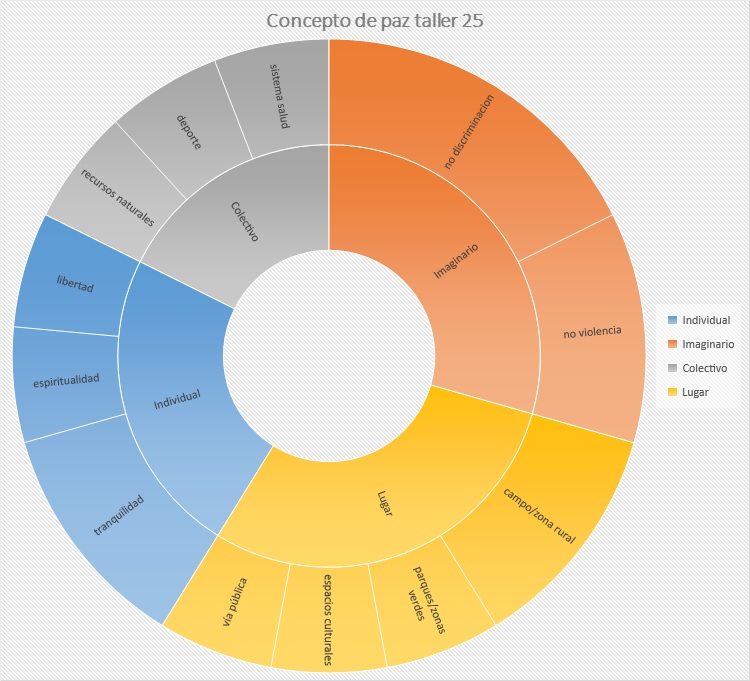 Concepto de paz taller 25
no discriminacion
no violencia
Imaginario
campo/zona rural
parques/zonas
verdes
espacios culturales
vía pública
Lugar
tranquilidad
espiritualidad
libertad
Individual
recursos naturales
deporte
sistema salud
Colectivo
Individual
Imaginario
Colectivo
Lugar